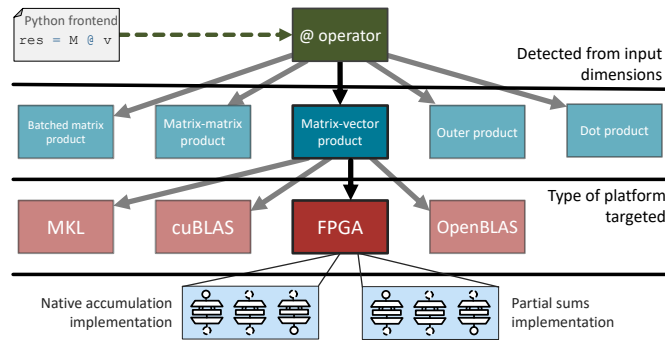 Python frontend
res = M @ v
@ operator
Detected from input
dimensions
Batched matrix
product
Matrix-matrix
product
Matrix-vector
product
Outer product
Dot product
Type of platform
targeted
MKL
cuBLAS
FPGA
OpenBLAS
Native accumulation
implementation
Partial sums
implementation